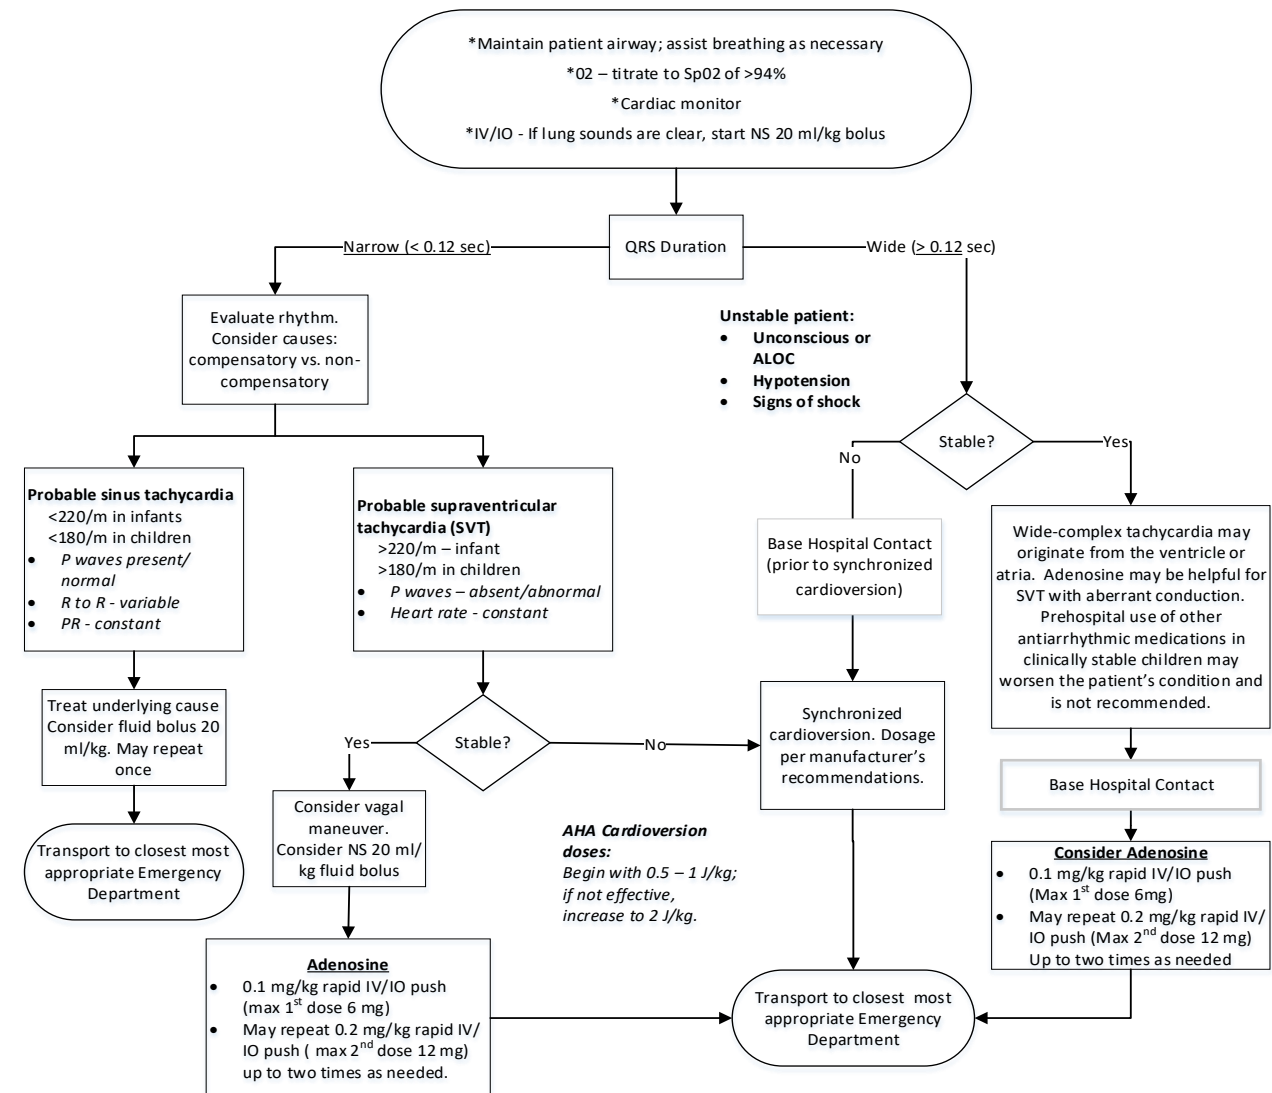 *Maintain patient airway; assist breathing as necessary
*02 – titrate to Sp02 of >94%
*Cardiac monitor
*IV/IO - If lung sounds are clear, start NS 20 ml/kg bolus
QRS Duration
Narrow (< 0.12 sec)
Wide (> 0.12 sec)
Evaluate rhythm.
Consider causes:
compensatory vs. non-
compensatory
Unstable patient:
• Unconscious or
ALOC
• Hypotension
• Signs of shock
Stable?
No
Yes
Probable sinus tachycardia
<220/m in infants
<180/m in children
• P waves present/
normal
• R to R - variable
• PR - constant
Probable supraventricular
tachycardia (SVT)
>220/m – infant
>180/m in children
• P waves – absent/abnormal
• Heart rate - constant
Base Hospital Contact
(prior to synchronized
cardioversion)
Wide-complex tachycardia may
originate from the ventricle or
atria. Adenosine may be helpful for
SVT with aberrant conduction.
Prehospital use of other
antiarrhythmic medications in
clinically stable children may
worsen the patient's condition and
is not recommended.
Treat underlying cause
Consider fluid bolus 20
ml/kg. May repeat
once
Stable?
Yes
No
Synchronized
cardioversion. Dosage
per manufacturer's
recommendations.
Base Hospital Contact
Consider vagal
maneuver.
Consider NS 20 ml/
kg fluid bolus
Transport to closest most
appropriate Emergency
Department
AHA Cardioversion
doses:
Begin with 0.5 – 1 J/kg;
if not effective,
increase to 2 J/kg.
Consider Adenosine
• 0.1 mg/kg rapid IV/IO push
(Max 1st dose 6mg)
• May repeat 0.2 mg/kg rapid IV/
IO push (Max 2nd dose 12 mg)
Up to two times as needed
Adenosine
• 0.1 mg/kg rapid IV/IO push
(max 1st dose 6 mg)
• May repeat 0.2 mg/kg rapid IV/
IO push ( max 2nd dose 12 mg)
up to two times as needed.
Transport to closest most
appropriate Emergency
Department